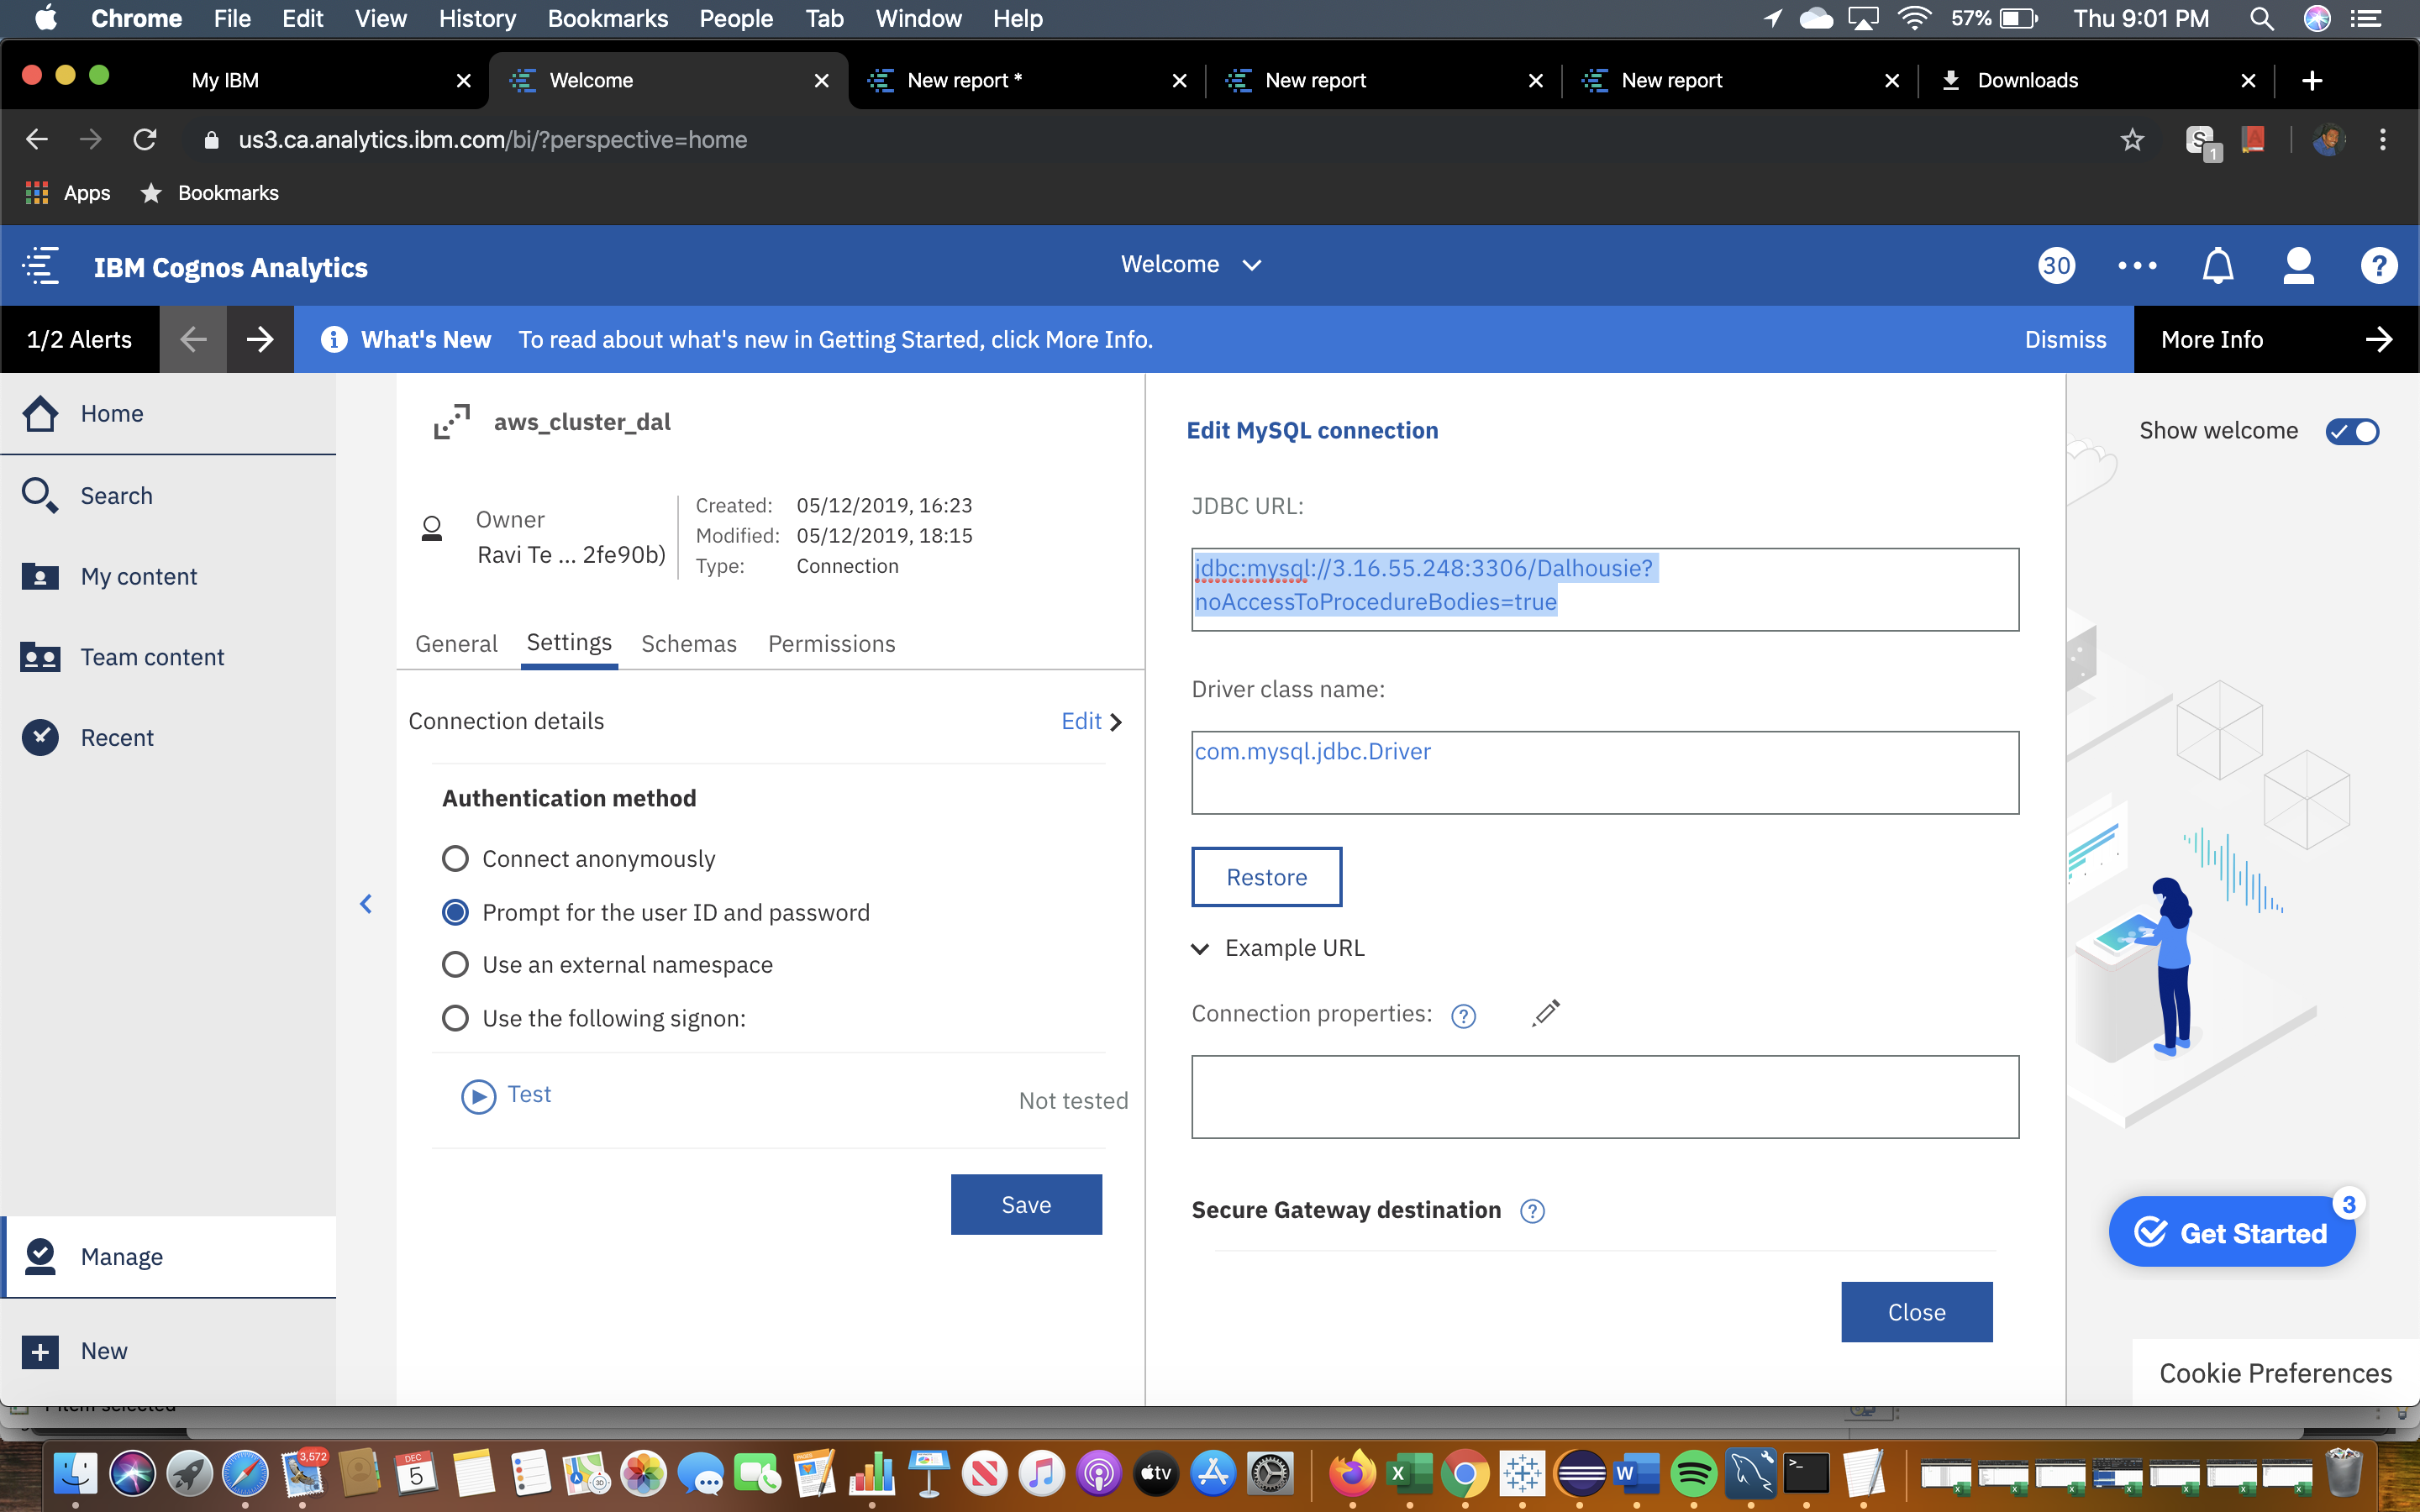 Chrome File Edit View History Bookmarks People Tab Window Help 57% Thu 9:01 PM
My IBM Welcome New report * New report New report Downloads
us3.ca.analytics.ibm.com/bi/?perspective=home
S 1
Apps Bookmarks
IBM Cognos Analytics Welcome 30 ?
1/2 Alerts What's New To read about what's new in Getting Started, click More Info. Dismiss More Info
Home
Search
My content
Team content
Recent
Manage
New
aws_cluster_dal
Owner
Ravi Te ... 2fe90b)
Created: 05/12/2019, 16:23
Modified: 05/12/2019, 18:15
Type: Connection
General Settings Schemas Permissions
Connection details Edit
Authentication method
Connect anonymously
Prompt for the user ID and password
Use an external namespace
Use the following signon:
Test Not tested
Save
Edit MySQL connection
JDBC URL:
jdbc:mysql://3.16.55.248:3306/Dalhousie?
noAccessToProcedureBodies=true
Driver class name:
com.mysql.jdbc.Driver
Restore
Example URL
Connection properties: ?
Secure Gateway destination ?
Close
Show welcome
Get Started 3
Cookie Preferences
3,572
DEC
5
tv
X
W